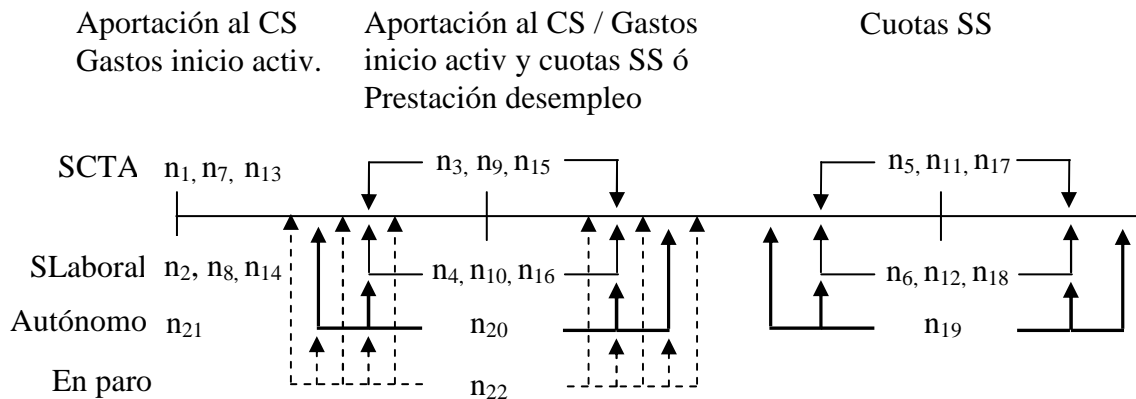 Aportación al CS
Gastos inicio activ.
Aportación al CS / Gastos
inicio activ y cuotas SS ó
Prestación desempleo
Cuotas SS
SCTA n1, n7, n13 n3, n9, n15 n5, n11, n17
SLaboral n2, n8, n14 n4, n10, n16 n6, n12, n18
Autónomo n21 n20 n19
En paro n22